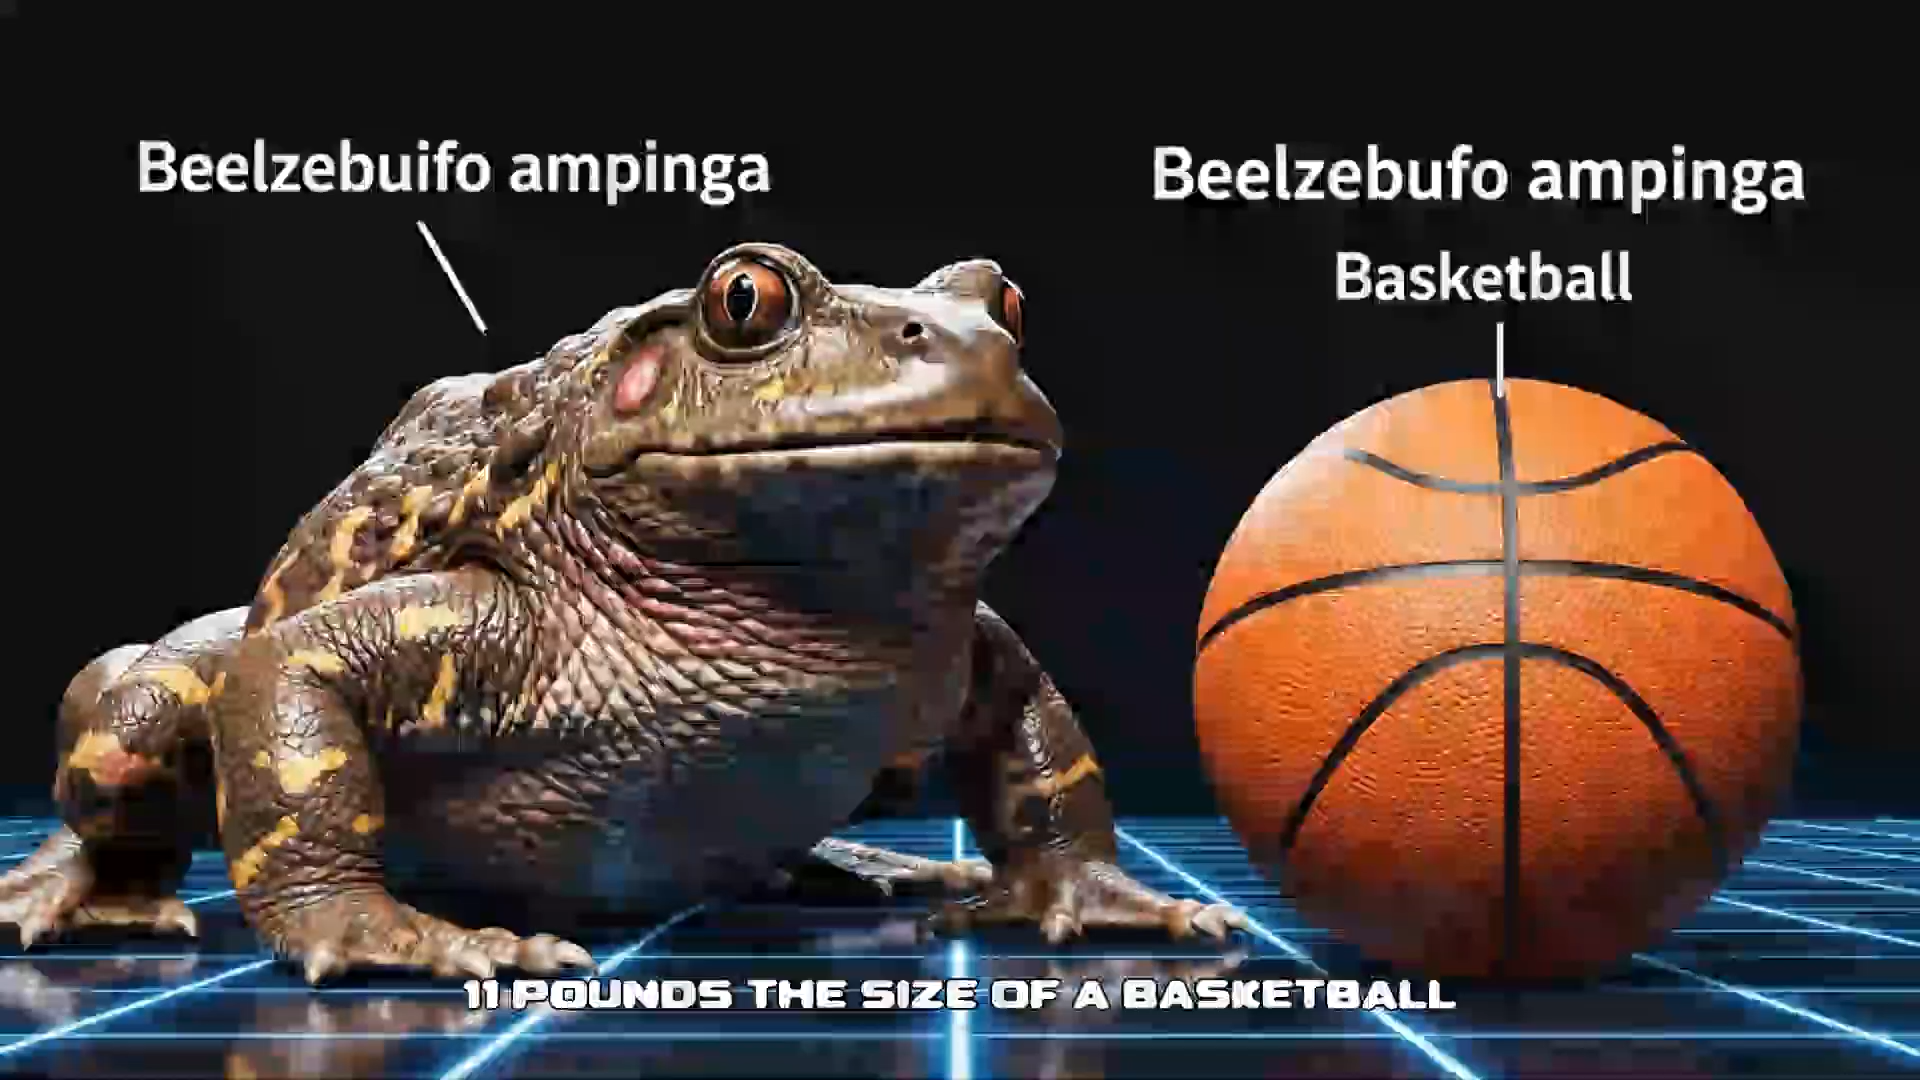 Beelzebuifo ampinga
Beelzebufo ampinga
Basketball
11 POUNDS THE SIZE OF A BASKETBALL